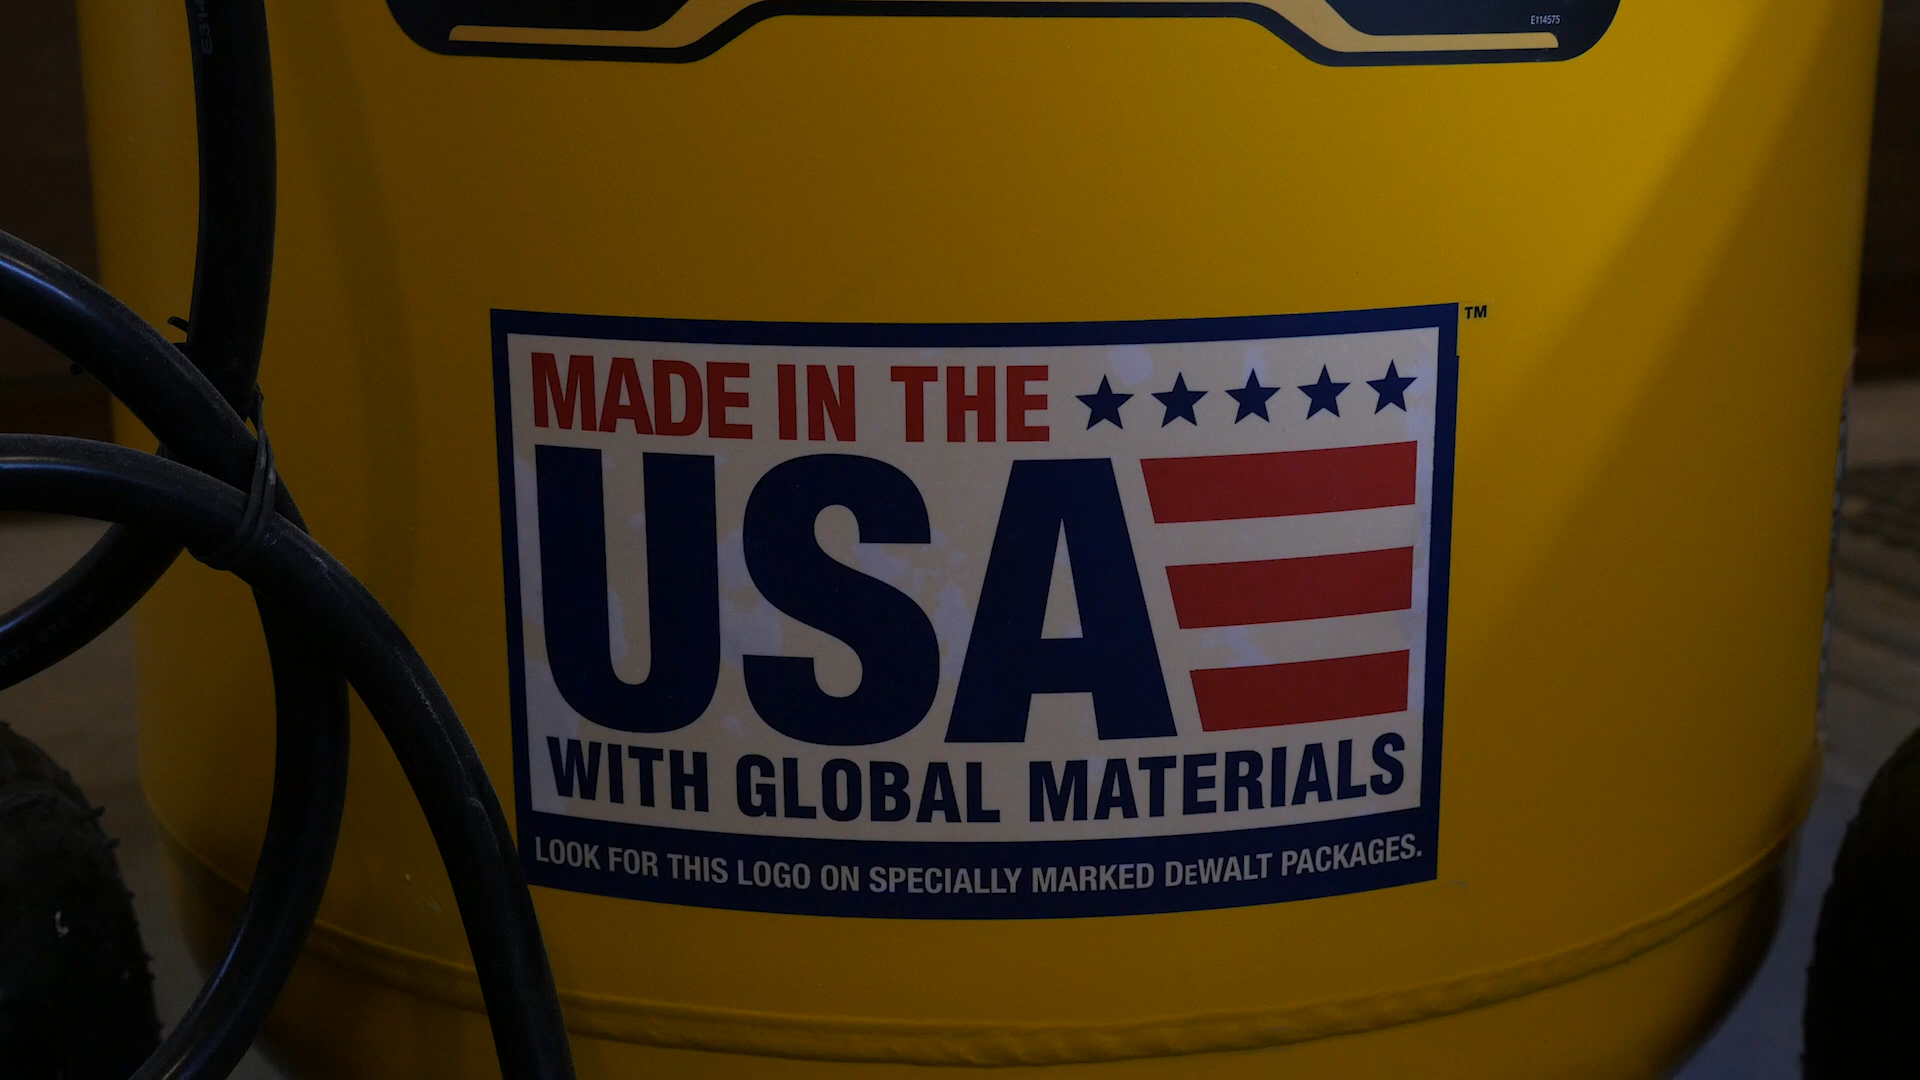 E114575
™
MADE IN THE
USA
WITH GLOBAL MATERIALS
LOOK FOR THIS LOGO ON SPECIALLY MARKED DeWALT PACKAGES.